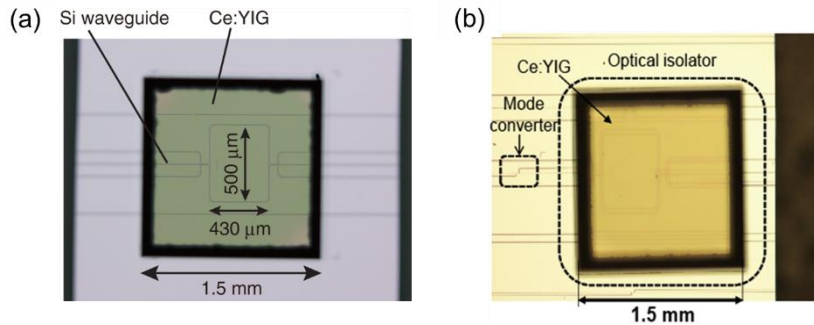 (a)
Si waveguide
Ce:YIG
500 μm
430 μm
1.5 mm
(b)
Optical isolator
Ce:YIG
Mode
converter
1.5 mm